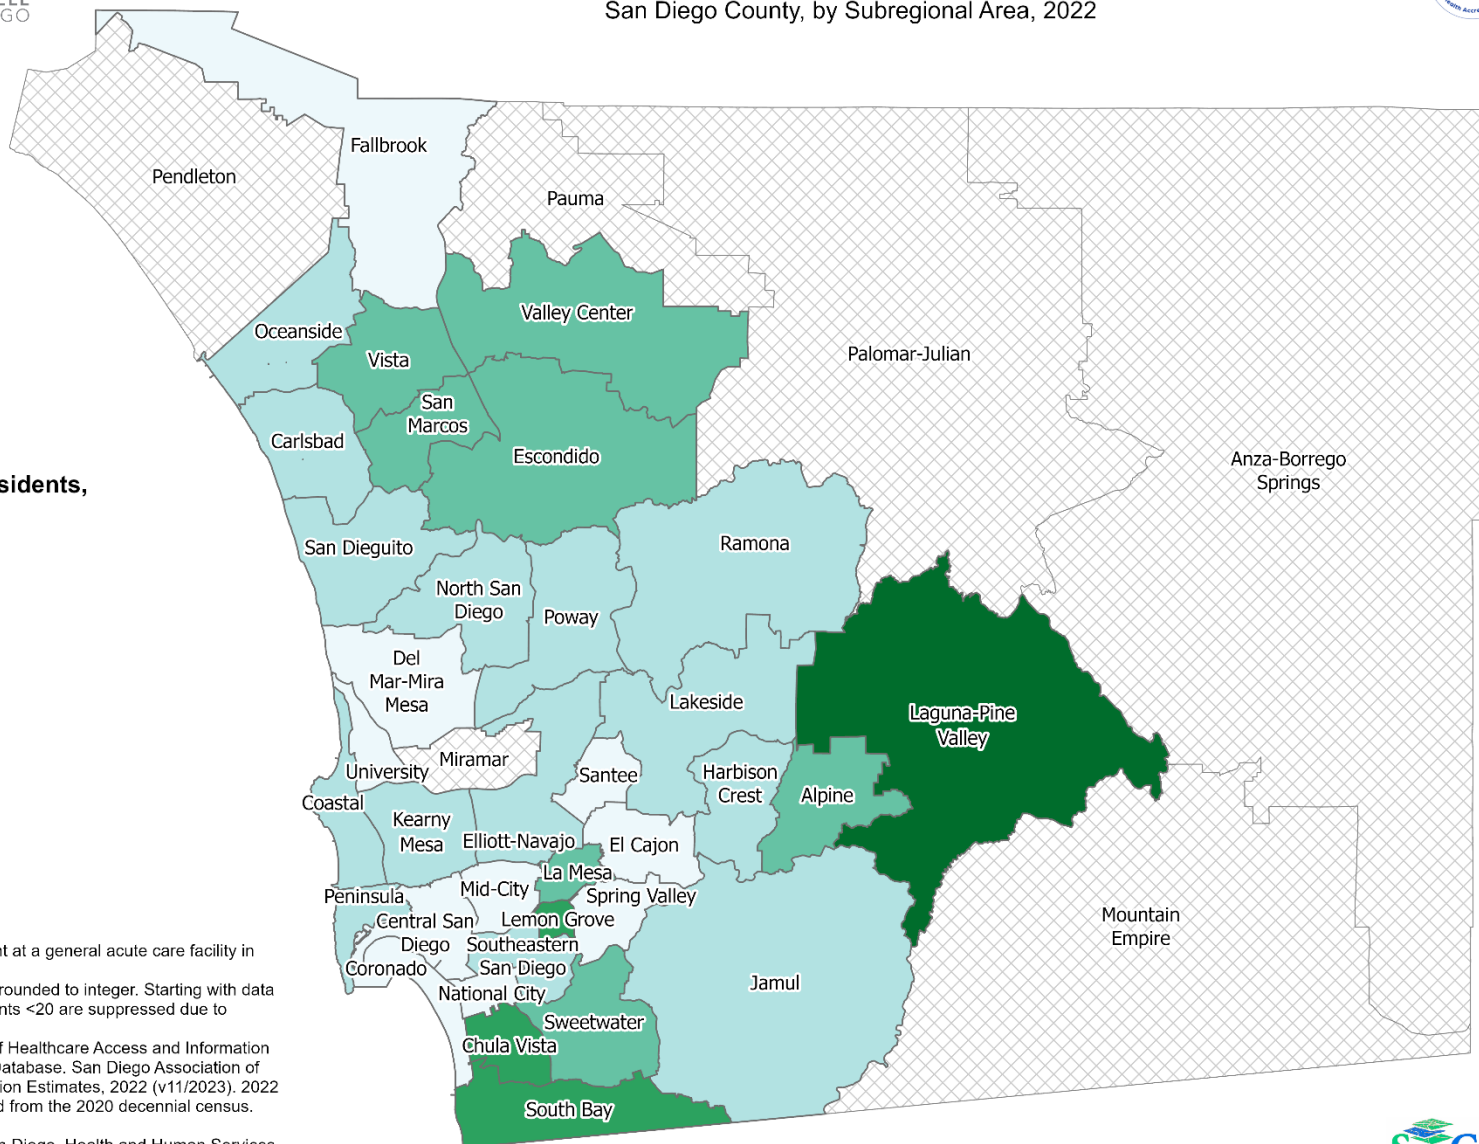 San Diego County, by Subregional Area, 2022
Fallbrook
Pendleton
Pauma
Valley Center
Oceanside
Vista
Palomar-Julian
San
Marcos
Carlsbad
Escondido
Anza-Borrego
Springs
sidents,
San Dieguito
Ramona
North San
Diego
Poway
Del
Mar-Mira
Mesa
Lakeside
Laguna-Pine
Valley
Miramar
University
Santee
Harbison
Crest
Alpine
Coastal
Kearny
Mesa
Elliott-Navajo
El Cajon
La Mesa
Mid-City
Peninsula
Spring Valley
Central San
Diego
Lemon Grove
Mountain
Empire
Southeastern
San Diego
Coronado
Jamul
National City
Sweetwater
Chula Vista
South Bay
nt at a general acute care facility in
rounded to integer. Starting with data
nts <20 are suppressed due to
f Healthcare Access and Information
Database. San Diego Association of
tion Estimates, 2022 (v11/2023). 2022
d from the 2020 decennial census.